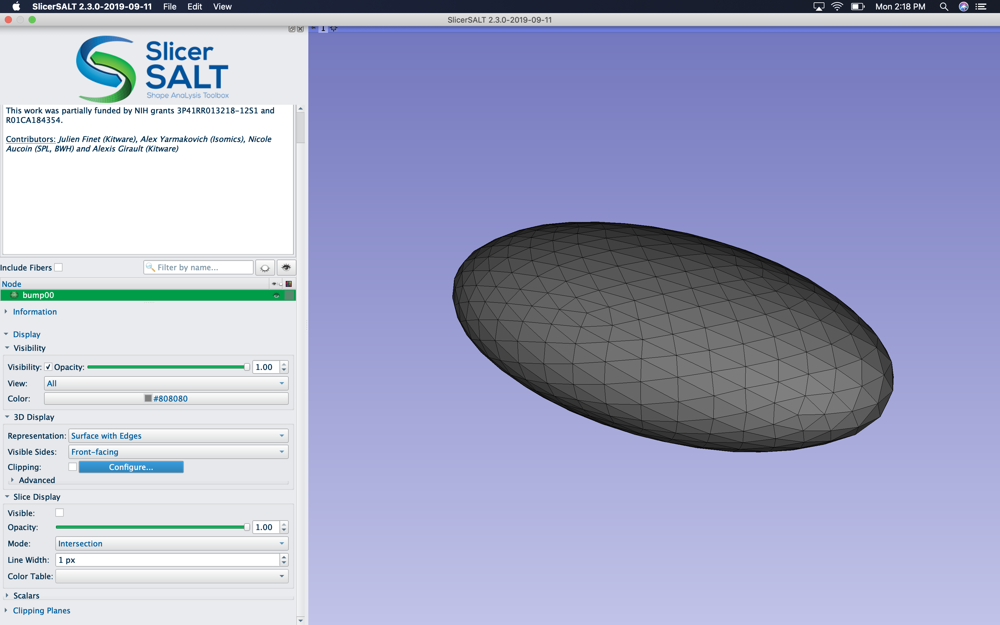 SlicerSALT 2.3.0-2019-09-11 File Edit View Mon 2:18 PM
SlicerSALT 2.3.0-2019-09-11
Slicer
SALT
Shape AnaLysis Toolbox
This work was partially funded by NIH grants 3P41RR013218-12S1 and
R01CA184354.
Contributors: Julien Finet (Kitware), Alex Yarmakovich (Isomics), Nicole
Aucoin (SPL, BWH) and Alexis Girault (Kitware)
Include Fibers Filter by name...
Node
bump00
Information
Display
Visibility
Visibility: Opacity: 1.00
View: All
Color: #808080
3D Display
Representation: Surface with Edges
Visible Sides: Front-facing
Clipping: Configure...
Advanced
Slice Display
Visible:
Opacity: 1.00
Mode: Intersection
Line Width: 1 px
Color Table:
Scalars
Clipping Planes
1